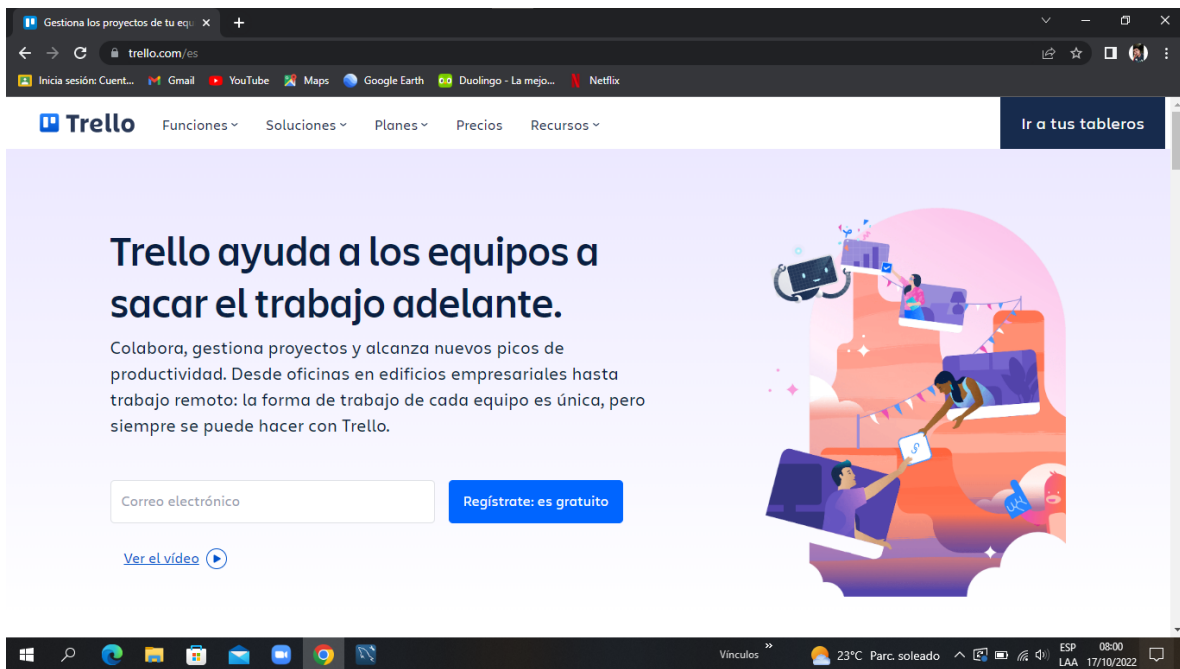 Gestiona los proyectos de tu equ
trello.com/es
Inicia sesión: Cuent... Gmail YouTube Maps Google Earth Duolingo - La mejo... Netflix
Trello Funciones Soluciones Planes Precios Recursos Ir a tus tableros
Trello ayuda a los equipos a
sacar el trabajo adelante.
Colabora, gestiona proyectos y alcanza nuevos picos de
productividad. Desde oficinas en edificios empresariales hasta
trabajo remoto: la forma de trabajo de cada equipo es única, pero
siempre se puede hacer con Trello.
Correo electrónico Regístrate: es gratuito
Ver el vídeo
Vínculos 23°C Parc. soleado ESP 08:00
LAA 17/10/2022